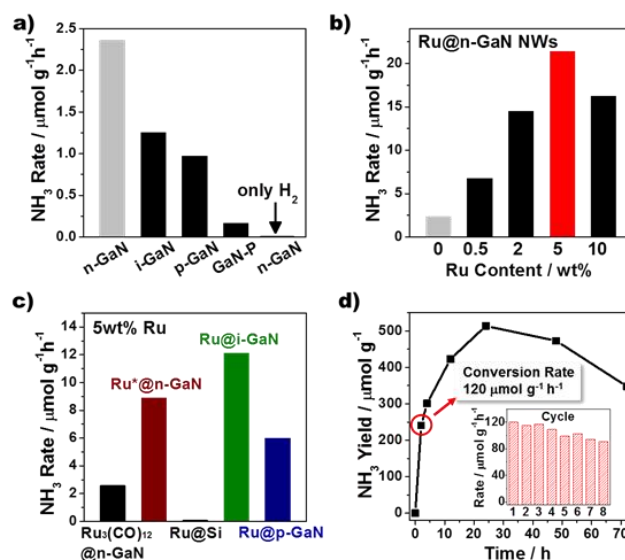 a)
NH₃ Rate / μmol g⁻¹h⁻¹
2.5
2.0
1.5
1.0
0.5
0.0
only H₂
n-GaN
i-GaN
p-GaN
GaN-P
n-GaN
b)
Ru@n-GaN NWs
NH₃ Rate / μmol g⁻¹h⁻¹
20
15
10
5
0
0 0.5 2 5 10
Ru Content / wt%
c)
5wt% Ru
NH₃ Rate / μmol g⁻¹h⁻¹
14
12
10
8
6
4
2
0
Ru@i-GaN
Ru*@n-GaN
Ru₃(CO)₁₂
@n-GaN
Ru@Si
Ru@p-GaN
d)
NH₃ Yield / μmol g⁻¹
500
400
300
200
100
0
Conversion Rate
120 μmol g⁻¹ h⁻¹
Cycle
Rate / μmol g⁻¹h⁻¹
120
90
60
30
0
1 2 3 4 5 6 7 8
0 10 20 30 40 50 60
Time / h